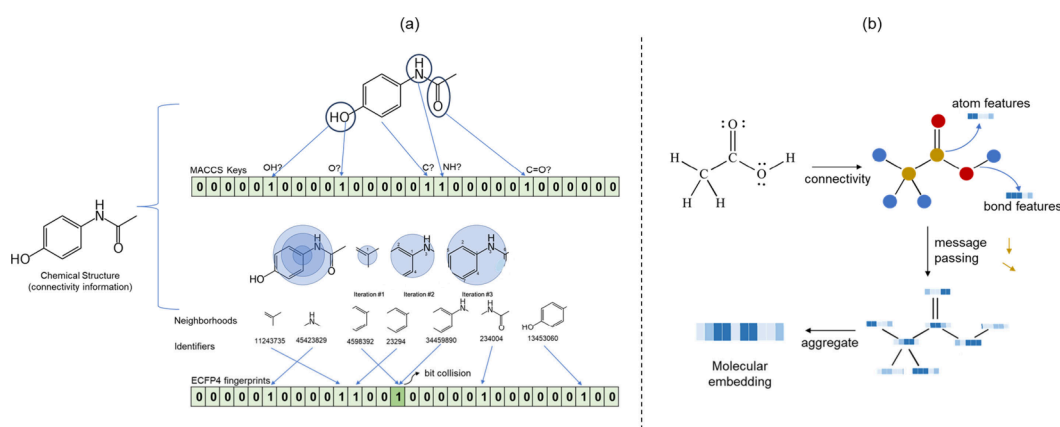 (a)
H
N
O
HO
OH?
O?
C?
NH?
C=O?
MACCS Keys
0 0 0 0 0 1 0 0 0 0 1 0 0 0 0 0 1 1 0 0 0 0 0 1 0 0 0 0 0 0
H
N
O
HO
Chemical Structure
(connectivity information)
H
N
O
HO
Iteration #1
Iteration #2
Iteration #3
Neighborhoods
Identifiers
11243735
45423829
4598392
23294
34459890
234004
13453060
bit collision
ECFP4 fingerprints
0 0 0 0 0 1 0 0 0 0 1 1 0 0 1 0 0 0 0 0 1 0 0 0 0 0 0 1 0 0
(b)
:O:
H
C
H
C
O
H
H
connectivity
atom features
bond features
message
passing
aggregate
Molecular
embedding